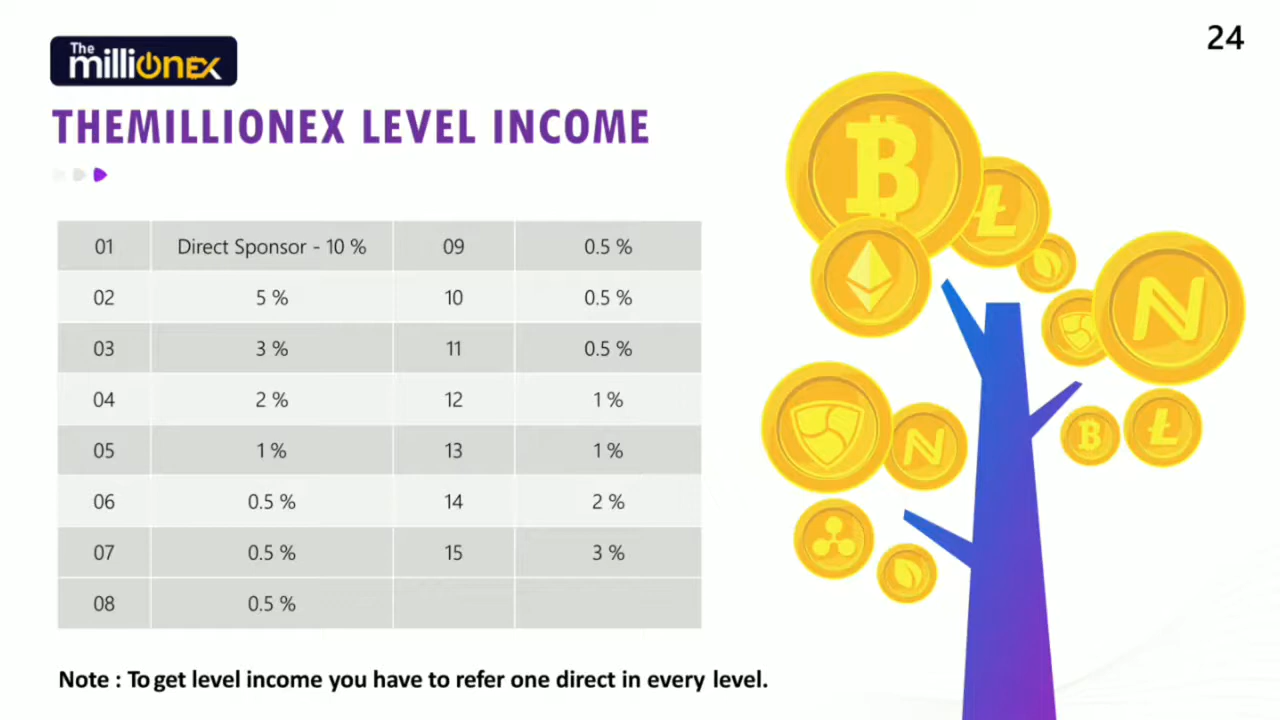 24
The
millionex
THEMILLIONEX LEVEL INCOME
01 Direct Sponsor - 10 % 09 0.5 %
02 5 % 10 0.5 %
03 3 % 11 0.5 %
04 2 % 12 1 %
05 1 % 13 1 %
06 0.5 % 14 2 %
07 0.5 % 15 3 %
08 0.5 %
Note : To get level income you have to refer one direct in every level.